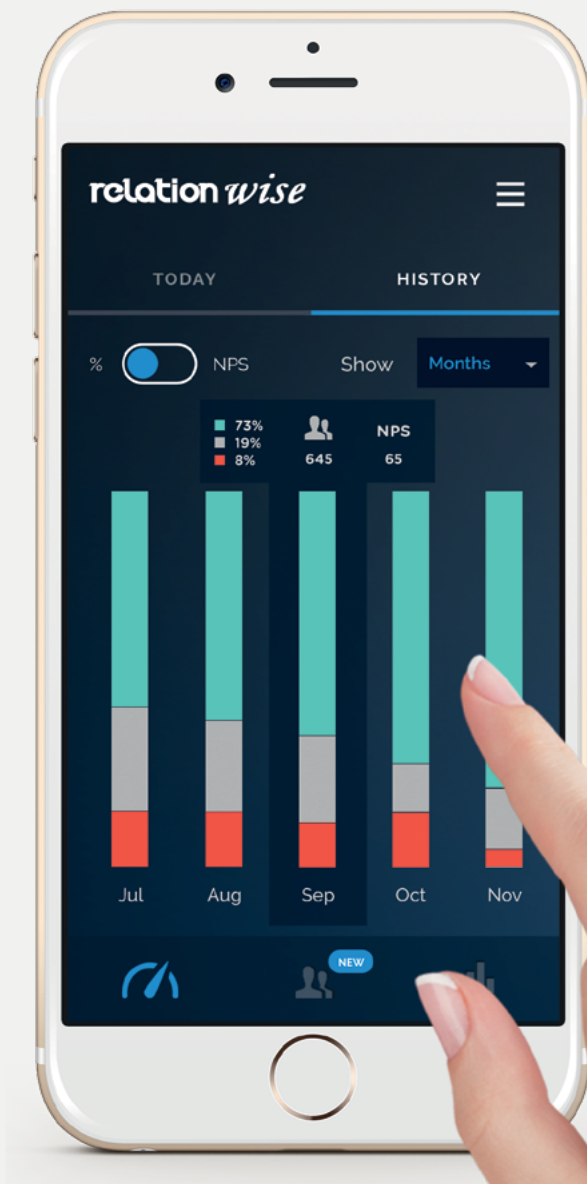 relation wise
TODAY HISTORY
% NPS Show Months
73%
19%
8%
645
NPS
65
Jul Aug Sep Oct Nov
NEW